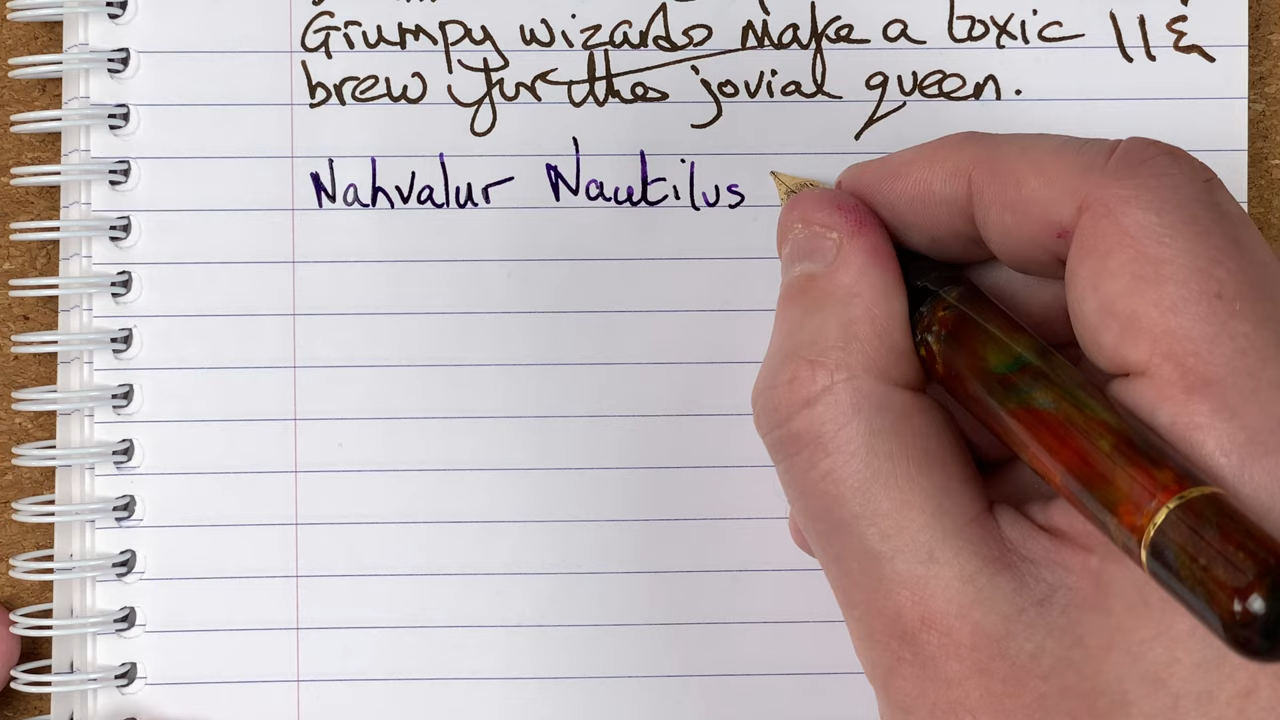 Grumpy wizards make a toxic
brew for the jovial queen.
Nahvalur Nautilus